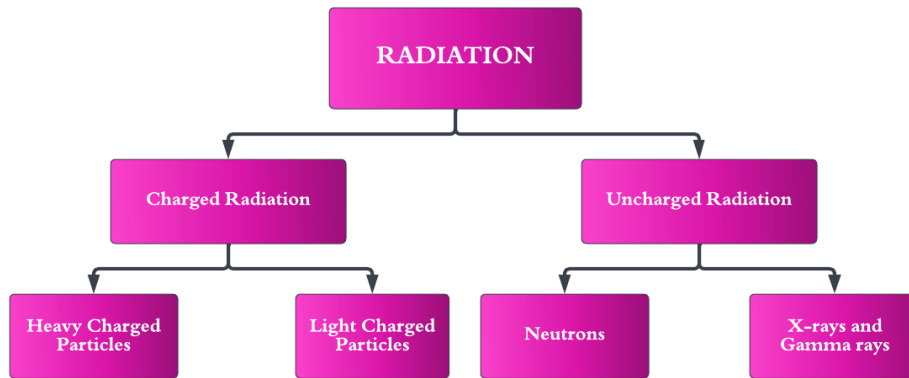 RADIATION
Charged Radiation
Uncharged Radiation
Heavy Charged
Particles
Light Charged
Particles
Neutrons
X-rays and
Gamma rays